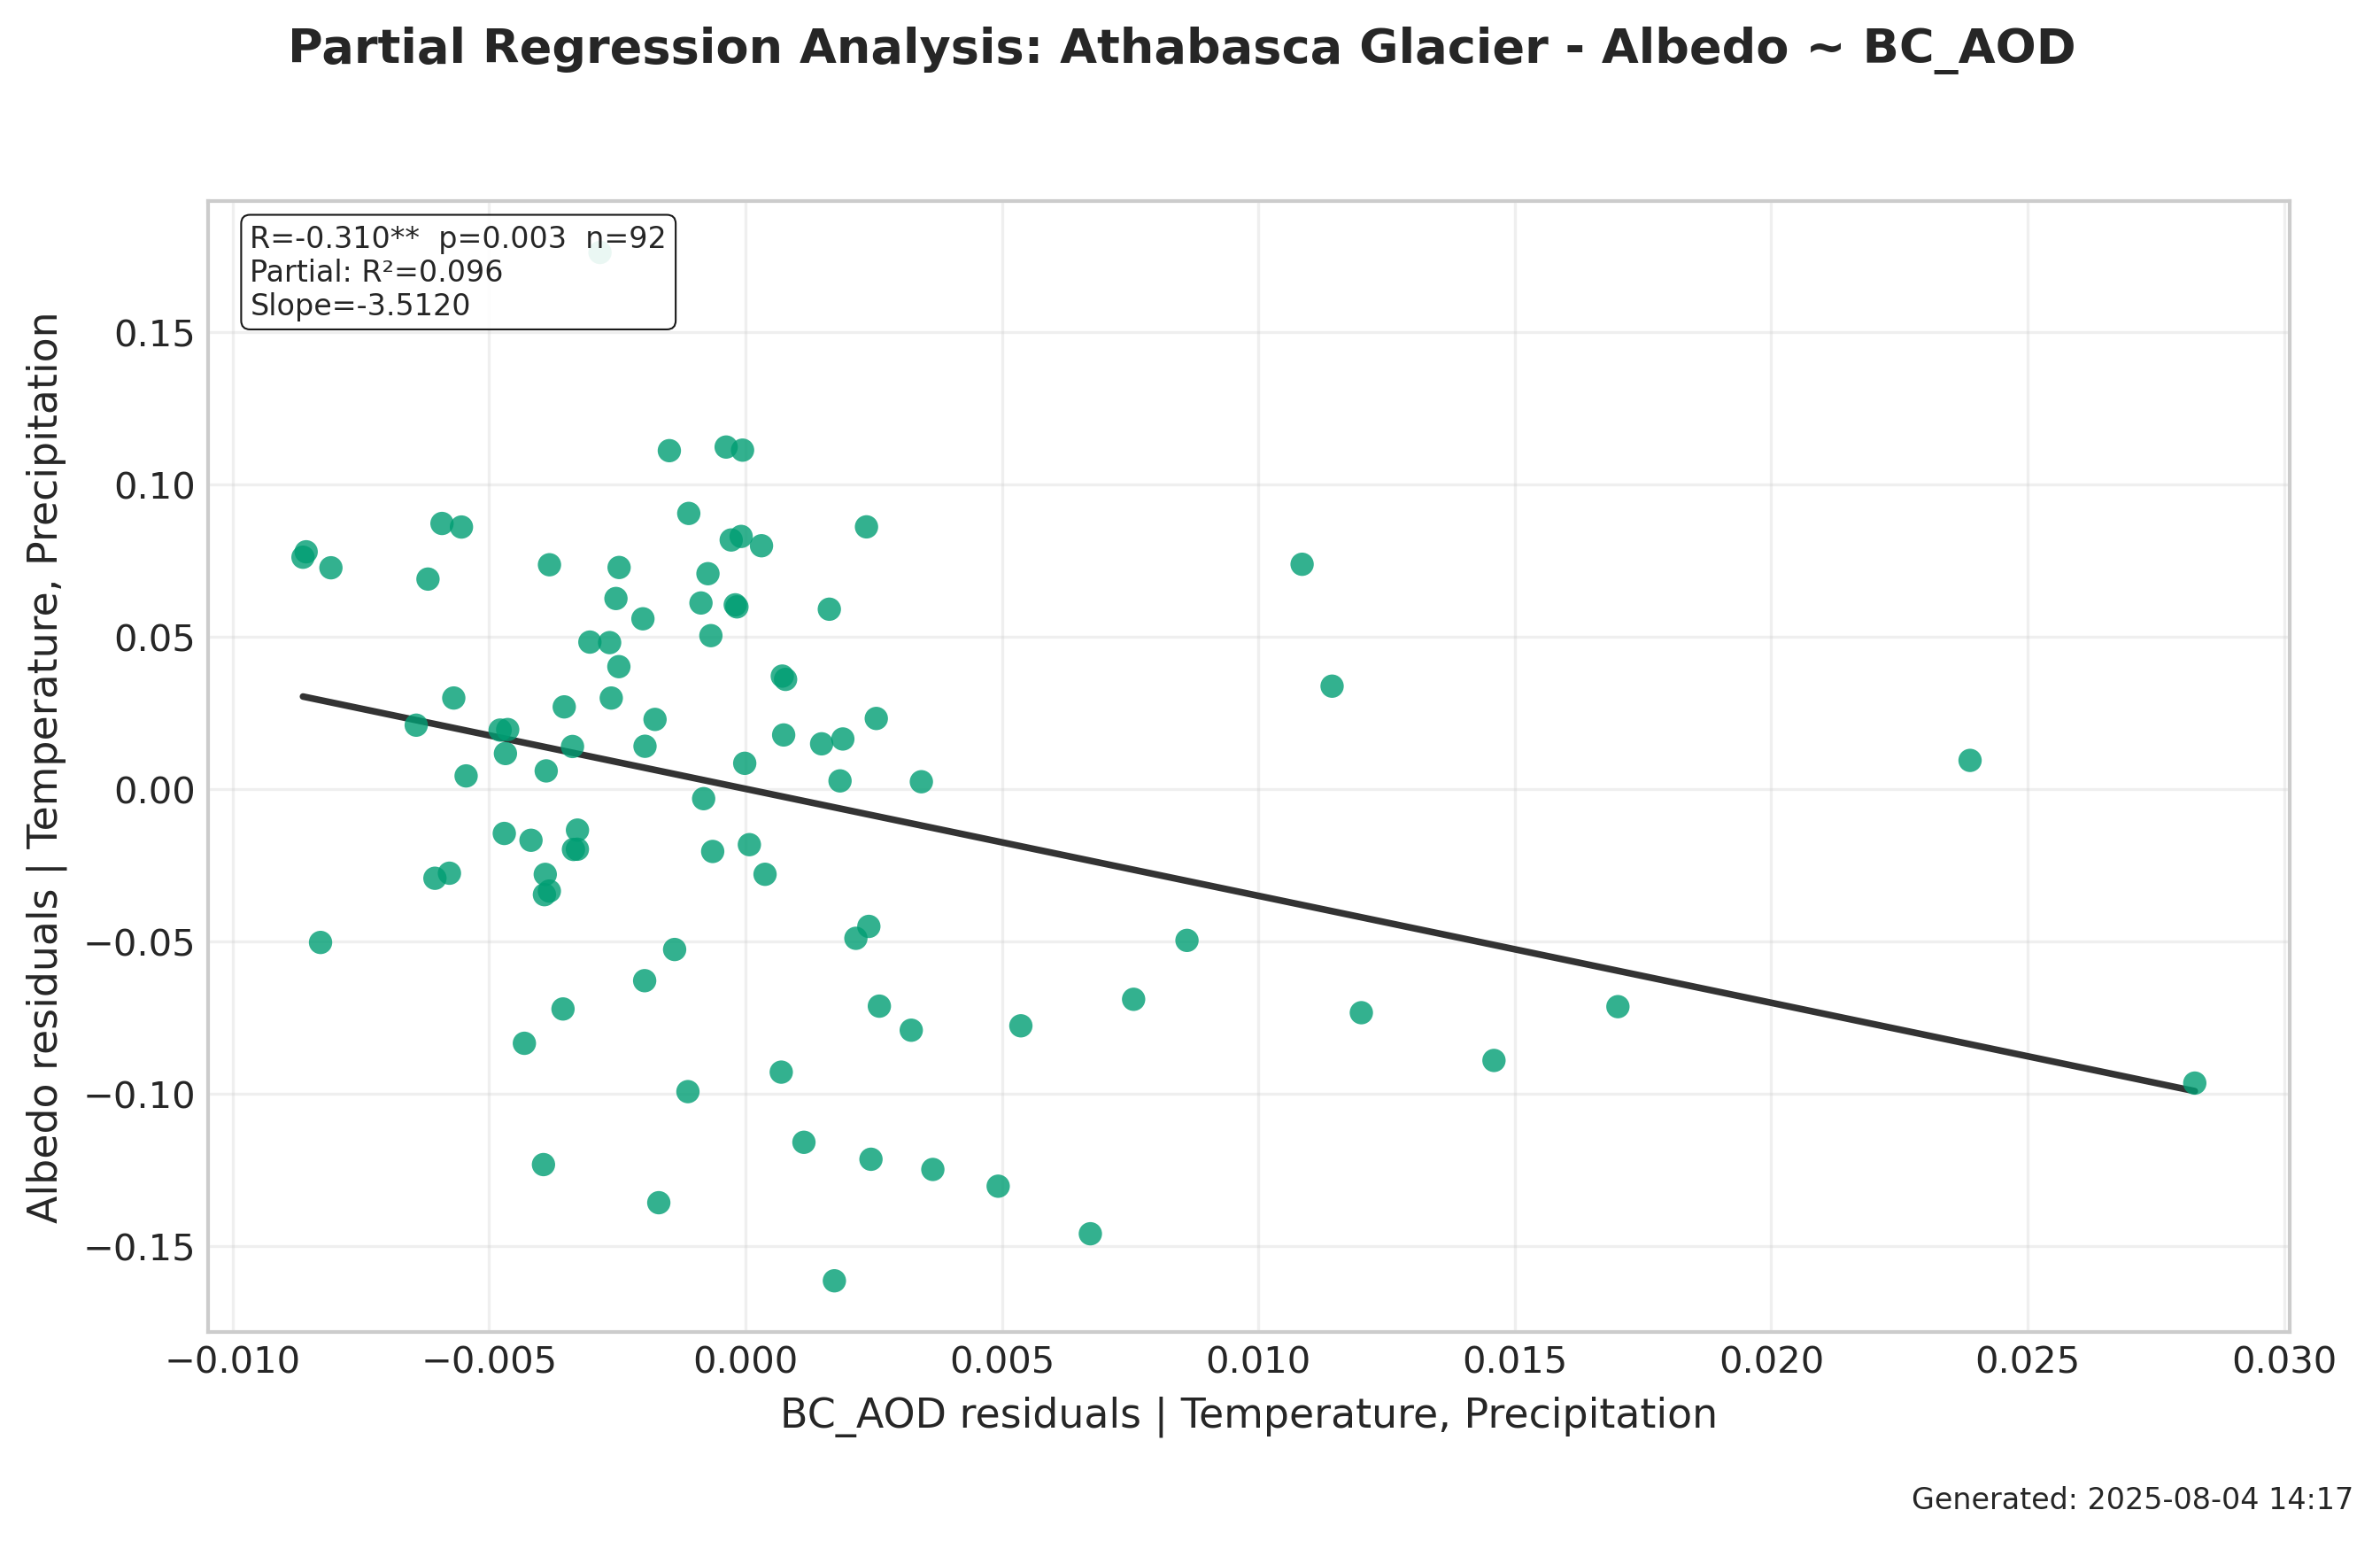 Partial Regression Analysis: Athabasca Glacier - Albedo ~ BC_AOD
R=-0.310**  p=0.003  n=92
Partial: R²=0.096
Slope=-3.5120
Albedo residuals | Temperature, Precipitation
0.15
0.10
0.05
0.00
−0.05
−0.10
−0.15
−0.010
−0.005
0.000
0.005
0.010
0.015
0.020
0.025
0.030
BC_AOD residuals | Temperature, Precipitation
Generated: 2025-08-04 14:17